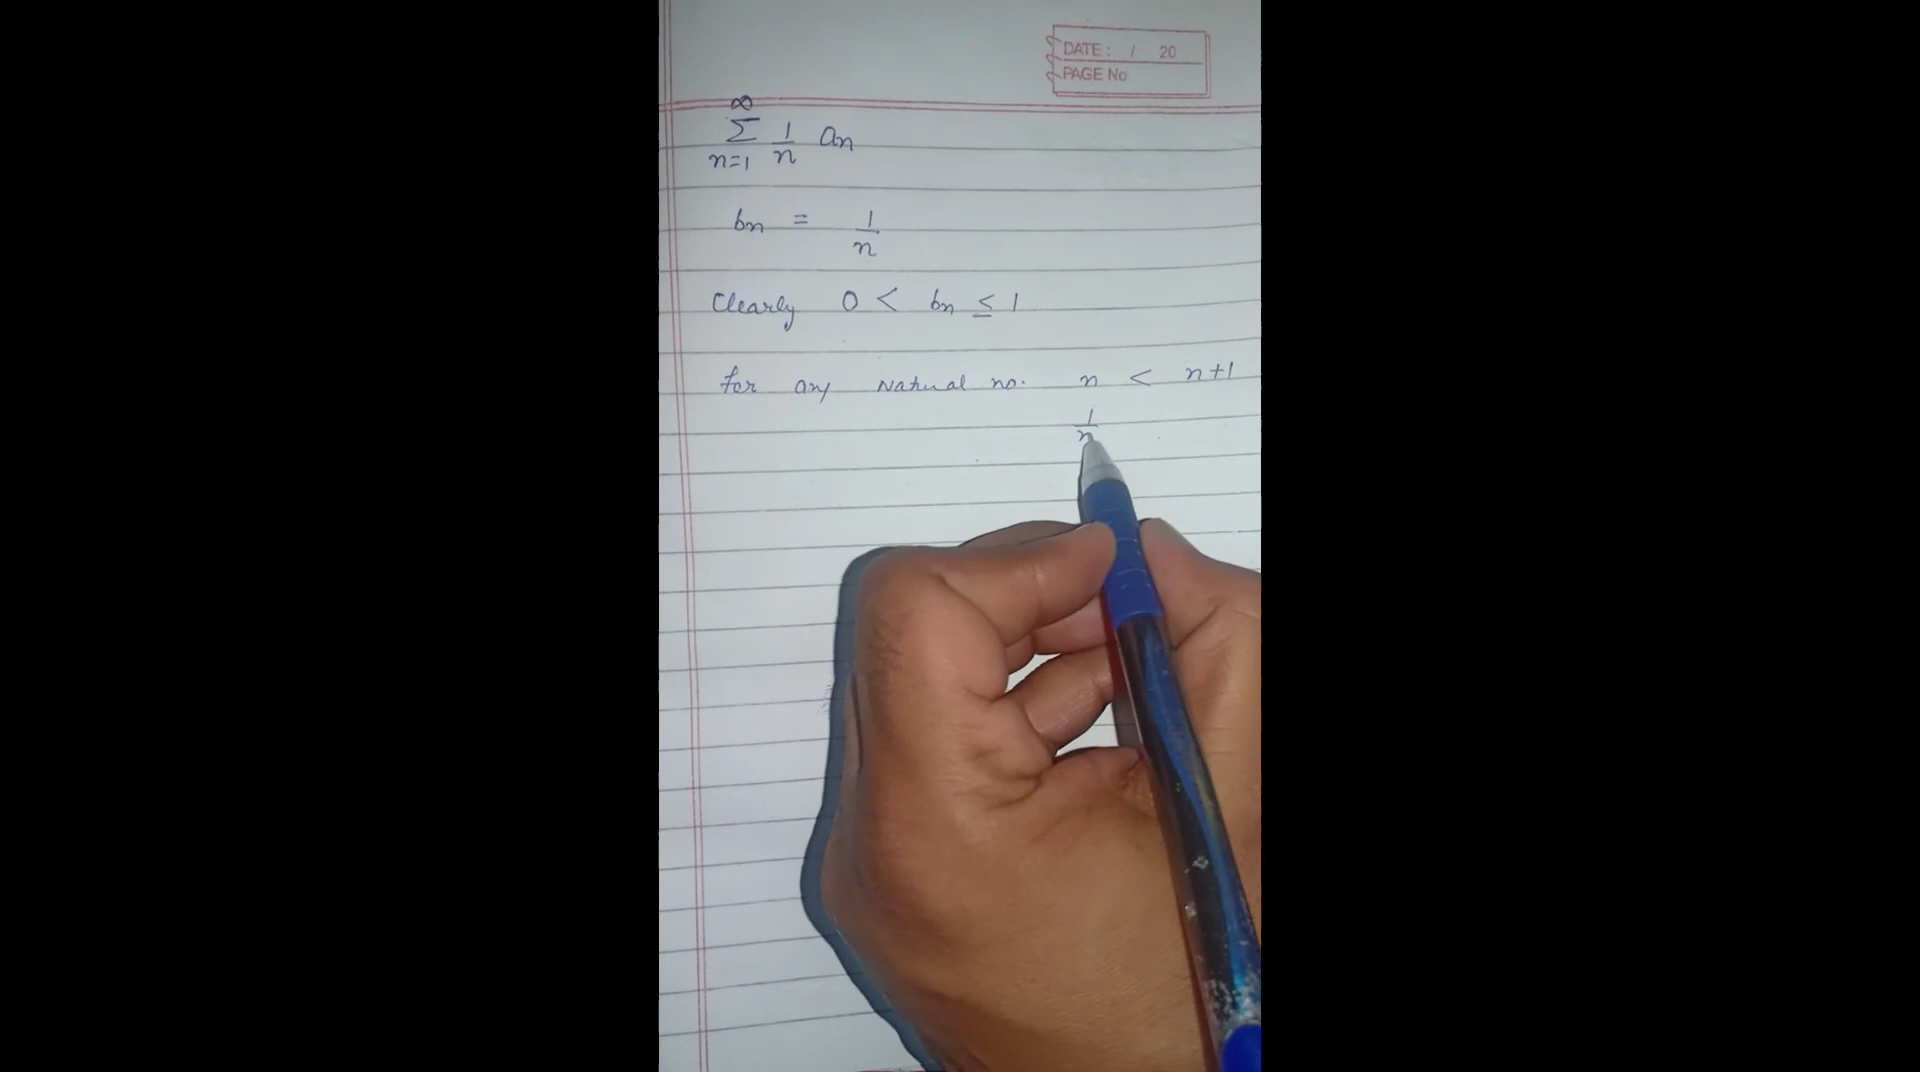 DATE: / 20
PAGE No
∞
Σ 1/n an
n=1
bn = 1/n
Clearly 0 < bn ≤ 1
for any Natural no. n < n+1
1/n